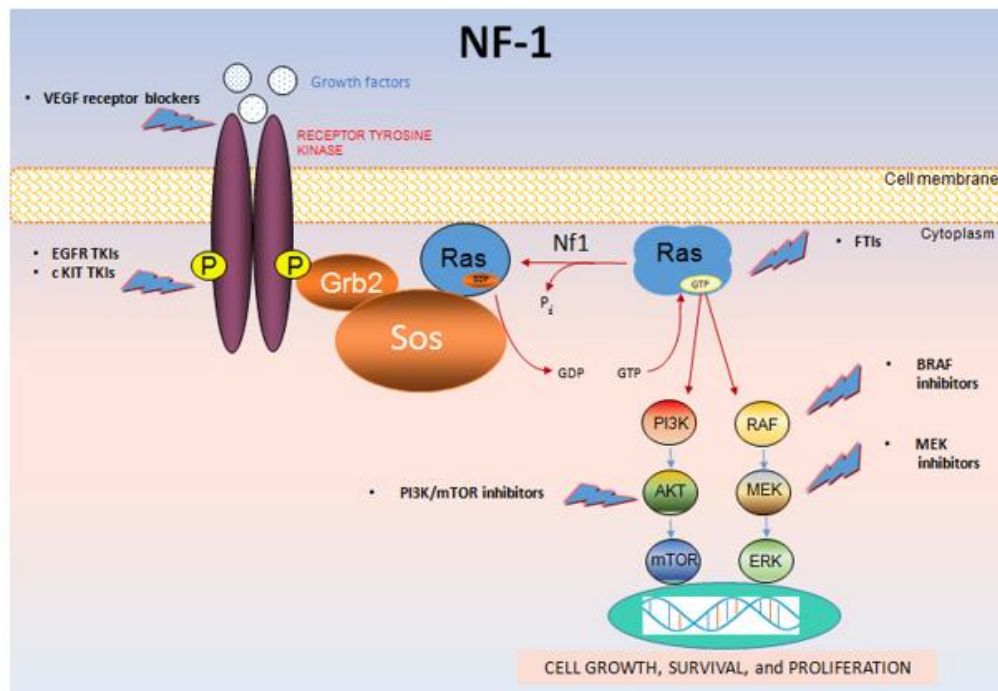 NF-1
Growth factors
• VEGF receptor blockers
RECEPTOR TYROSINE
KINASE
Cell membrane
Cytoplasm
• EGFR TKIs
• c KIT TKIs
P
P
Grb2
Sos
Ras
Nf1
Pi
Ras
GTP
• FTIs
GDP
GTP
• BRAF
inhibitors
PI3K
RAF
• MEK
inhibitors
• PI3K/mTOR inhibitors
AKT
MEK
mTOR
ERK
CELL GROWTH, SURVIVAL, and PROLIFERATION